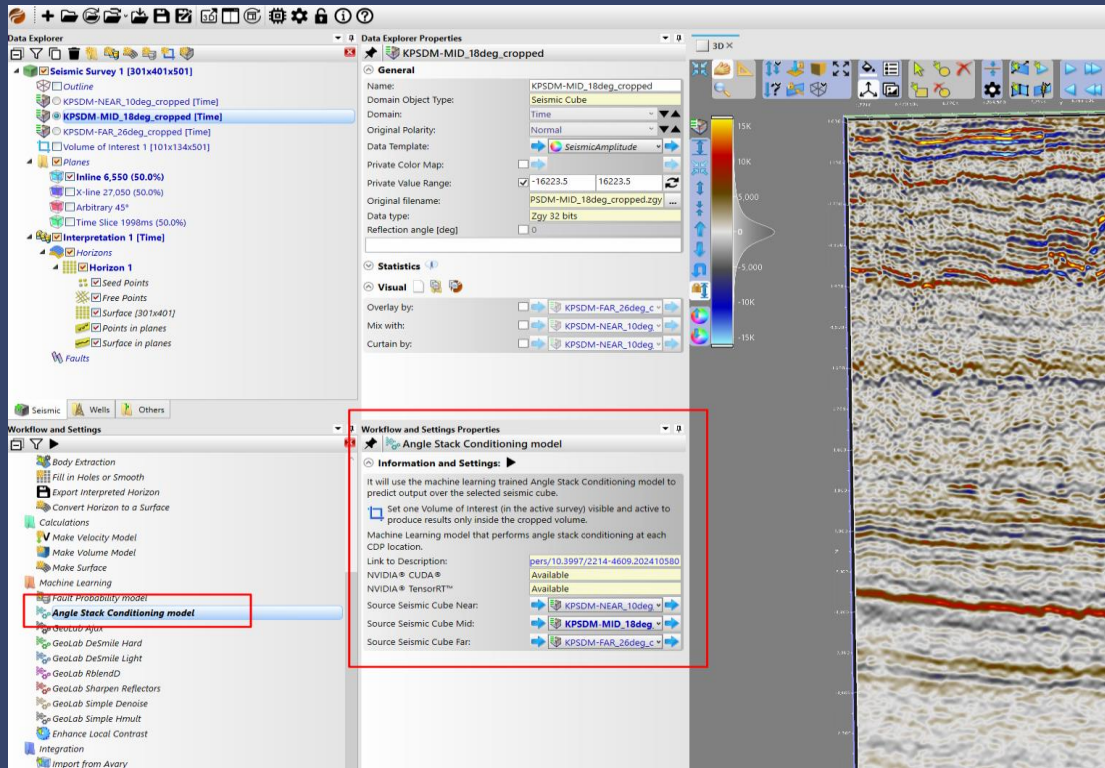 3D
Data Explorer
Seismic Survey 1 [301x401x501]
Outline
KPSDM-NEAR_10deg_cropped [Time]
KPSDM-MID_18deg_cropped [Time]
KPSDM-FAR_26deg_cropped [Time]
Volume of Interest 1 [101x134x501]
Planes
Inline 6,550 (50.0%)
X-line 27,050 (50.0%)
Arbitrary 45°
Time Slice 1998ms (50.0%)
Interpretation 1 [Time]
Horizons
Horizon 1
Seed Points
Free Points
Surface [301x401]
Points in planes
Surface in planes
Faults
Seismic Wells Others
Data Explorer Properties
KPSDM-MID_18deg_cropped
General
Name: KPSDM-MID_18deg_cropped
Domain Object Type: Seismic Cube
Domain: Time
Original Polarity: Normal
Data Template: SeismicAmplitude
Private Color Map:
Private Value Range: -16223.5 16223.5
Original filename: PSDM-MID_18deg_cropped.zgy ...
Data type: Zgy 32 bits
Reflection angle [deg] 0
Statistics
Visual
Overlay by: KPSDM-FAR_26deg_c
Mix with: KPSDM-NEAR_10deg
Curtain by: KPSDM-NEAR_10deg
Workflow and Settings
Body Extraction
Fill in Holes or Smooth
Export Interpreted Horizon
Convert Horizon to a Surface
Calculations
Make Velocity Model
Make Volume Model
Make Surface
Machine Learning
Fault Probability model
Angle Stack Conditioning model
GeoLab Ajax
GeoLab DeSmile Hard
GeoLab DeSmile Light
GeoLab RblendD
GeoLab Sharpen Reflectors
GeoLab Simple Denoise
GeoLab Simple Hmult
Enhance Local Contrast
Integration
Import from Avary
Workflow and Settings Properties
Angle Stack Conditioning model
Information and Settings:
It will use the machine learning trained Angle Stack Conditioning model to
predict output over the selected seismic cube.
Set one Volume of Interest (in the active survey) visible and active to
produce results only inside the cropped volume.
Machine Learning model that performs angle stack conditioning at each
CDP location.
Link to Description: pers/10.3997/2214-4609.202410580
NVIDIA® CUDA® Available
NVIDIA® TensorRT™ Available
Source Seismic Cube Near: KPSDM-NEAR_10deg
Source Seismic Cube Mid: KPSDM-MID_18deg
Source Seismic Cube Far: KPSDM-FAR_26deg_c
3D
15K
10K
5,000
0
-5,000
-10K
-15K